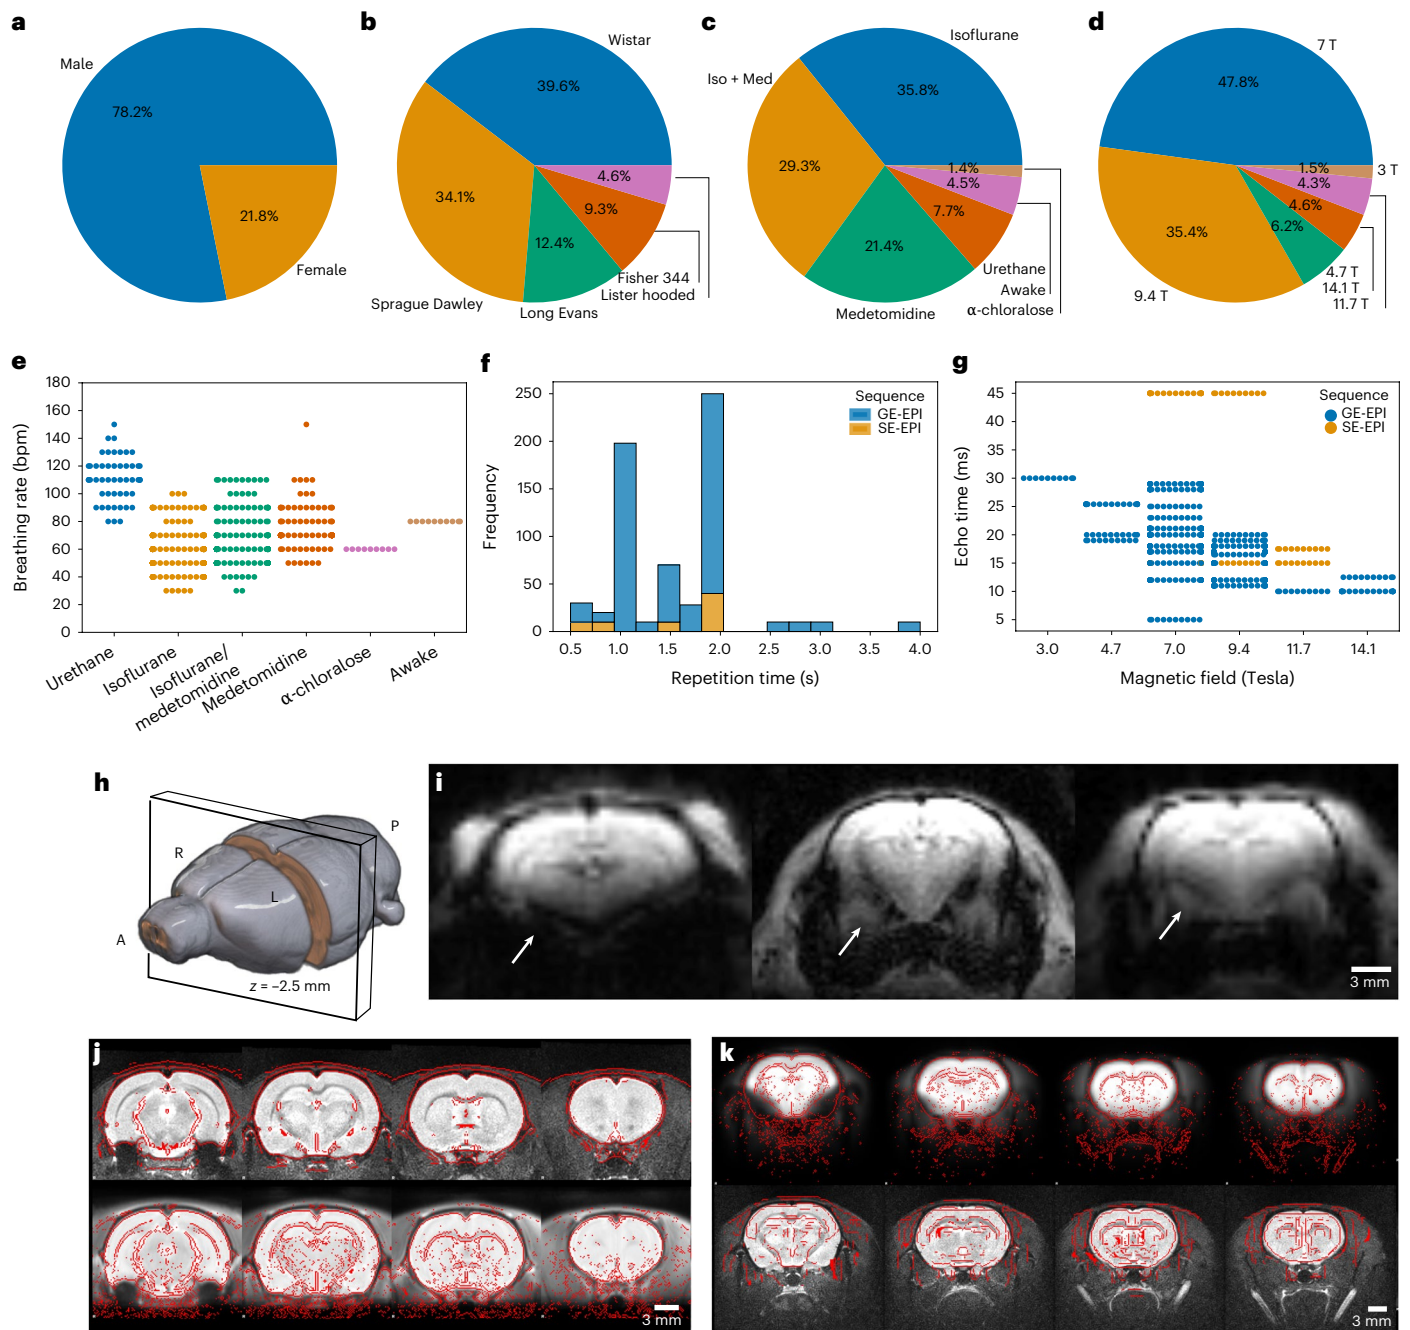 a
Male
78.2%
21.8%
Female
b
Wistar
39.6%
34.1%
4.6%
9.3%
12.4%
Fisher 344
Lister hooded
Sprague Dawley
Long Evans
c
Isoflurane
Iso + Med
35.8%
29.3%
1.4%
4.5%
7.7%
21.4%
Urethane
Awake
α-chloralose
Medetomidine
d
7 T
47.8%
1.5%
3 T
4.3%
4.6%
6.2%
35.4%
4.7 T
14.1 T
11.7 T
9.4 T
e
Breathing rate (bpm)
180
160
140
120
100
80
60
40
20
0
Urethane
Isoflurane
Isoflurane/
medetomidine
Medetomidine
α-chloralose
Awake
f
Frequency
250
200
150
100
50
0
Sequence
GE-EPI
SE-EPI
0.5 1.0 1.5 2.0 2.5 3.0 3.5 4.0
Repetition time (s)
g
Echo time (ms)
45
40
35
30
25
20
15
10
5
Sequence
GE-EPI
SE-EPI
3.0 4.7 7.0 9.4 11.7 14.1
Magnetic field (Tesla)
h
P
R
L
A
z = −2.5 mm
i
3 mm
j
3 mm
k
3 mm